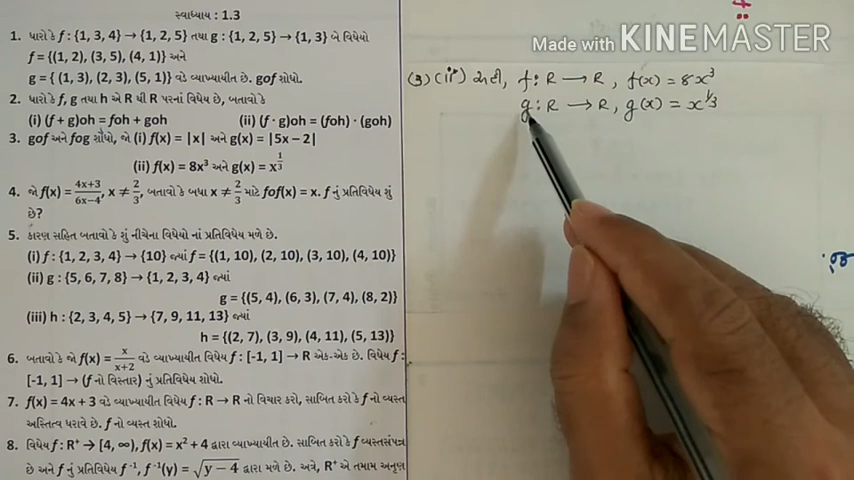 સ્વાધ્યાય : 1.3
1. ધારો કે f : {1, 3, 4} → {1, 2, 5} તથા g : {1, 2, 5} → {1, 3} બે વિધેયો
f = {(1, 2), (3, 5), (4, 1)} અને
g = { (1, 3), (2, 3), (5, 1)} વડે વ્યાખ્યાયીત છે. gof શોધો.
2. ધારો કે f, g તથા h એ R થી R પરનાં વિધેય છે, બતાવો કે
(i) (f + g)oh = foh + goh (ii) (f · g)oh = (foh) · (goh)
3. gof અને fog શોધો, જો (i) f(x) = |x| અને g(x) = |5x − 2|
(ii) f(x) = 8x³ અને g(x) = x^{1/3}
4. જો f(x) = \frac{4x+3}{6x−4}, x ≠ \frac{2}{3}, બતાવો કે બધા x ≠ \frac{2}{3} માટે fof(x) = x. f નું પ્રતિવિધેય શું
છે?
5. કારણ સહિત બતાવો કે શું નીચેના વિધેયો નાં પ્રતિવિધેય મળે છે.
(i) f : {1, 2, 3, 4} → {10} જ્યાં f = {(1, 10), (2, 10), (3, 10), (4, 10)}
(ii) g : {5, 6, 7, 8} → {1, 2, 3, 4} જ્યાં
g = {(5, 4), (6, 3), (7, 4), (8, 2)}
(iii) h : {2, 3, 4, 5} → {7, 9, 11, 13} જ્યાં
h = {(2, 7), (3, 9), (4, 11), (5, 13)}
6. બતાવો કે જો f(x) = \frac{x}{x+2} વડે વ્યાખ્યાયીત વિધેય f : [-1, 1] → R એક-એક છે. વિધેય f :
[-1, 1] → (f નો વિસ્તાર) નું પ્રતિવિધેય શોધો.
7. f(x) = 4x + 3 વડે વ્યાખ્યાયીત વિધેય f : R → R નો વિચાર કરો, સાબિત કરો કે f નો વ્યસ્ત
અસ્તિત્વ ધરાવે છે. f નો વ્યસ્ત શોધો.
8. વિધેય f : R⁺ → [4, ∞), f(x) = x² + 4 દ્વારા વ્યાખ્યાયીત છે. સાબિત કરો કે f વ્યસ્તસંપન્ન
છે અને f નું પ્રતિવિધેય f⁻¹, f⁻¹(y) = √(y − 4) દ્વારા મળે છે. અત્રે, R⁺ એ તમામ અનૃણ
Made with KINEMASTER
(3) (ii) અહીં, f : R → R, f(x) = 8x³
g : R → R, g(x) = x^{1/3}